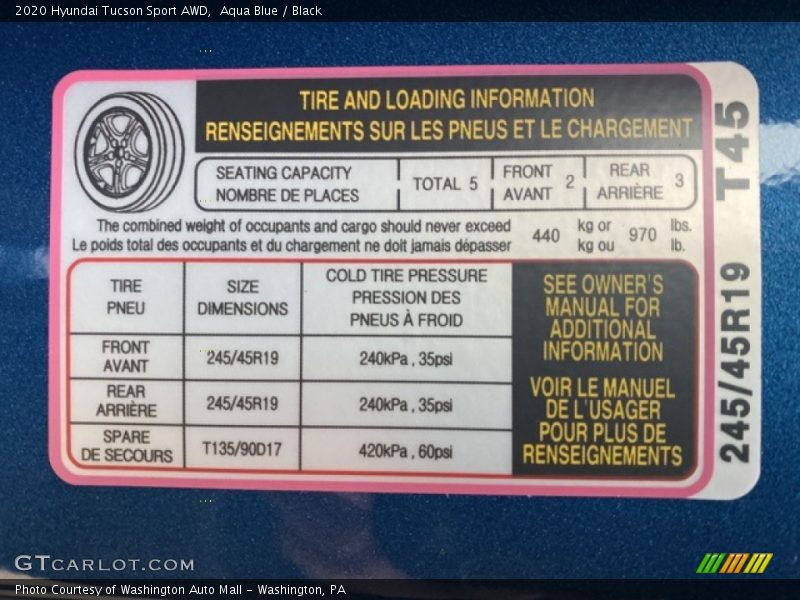 2020 Hyundai Tucson Sport AWD,  Aqua Blue / Black
TIRE AND LOADING INFORMATION
RENSEIGNEMENTS SUR LES PNEUS ET LE CHARGEMENT
SEATING CAPACITY
NOMBRE DE PLACES
TOTAL 5
FRONT
AVANT
2
REAR
ARRIÈRE
3
The combined weight of occupants and cargo should never exceed
Le poids total des occupants et du chargement ne doit jamais dépasser
440
kg or
kg ou
970
lbs.
lb.
TIRE
PNEU
SIZE
DIMENSIONS
COLD TIRE PRESSURE
PRESSION DES
PNEUS À FROID
FRONT
AVANT
245/45R19
240kPa , 35psi
REAR
ARRIÈRE
245/45R19
240kPa , 35psi
SPARE
DE SECOURS
T135/90D17
420kPa , 60psi
SEE OWNER'S
MANUAL FOR
ADDITIONAL
INFORMATION
VOIR LE MANUEL
DE L'USAGER
POUR PLUS DE
RENSEIGNEMENTS
245/45R19 T45
GTCARLOT.COM
Photo Courtesy of Washington Auto Mall - Washington, PA